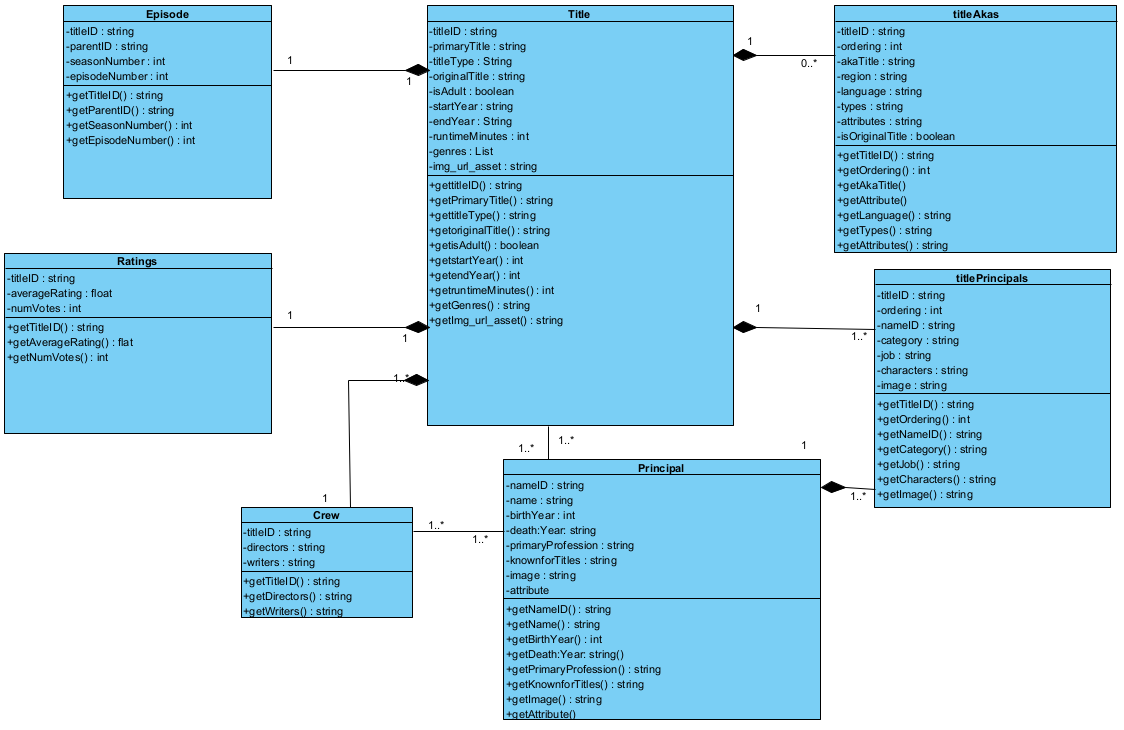 Episode
-titleID : string
-parentID : string
-seasonNumber : int
-episodeNumber : int
+getTitleID() : string
+getParentID() : string
+getSeasonNumber() : int
+getEpisodeNumber() : int
1
1
Title
-titleID : string
-primaryTitle : string
-titleType : String
-originalTitle : string
-isAdult : boolean
-startYear : string
-endYear : String
-runtimeMinutes : int
-genres : List
-img_url_asset : string
+gettitleID() : string
+getPrimaryTitle() : string
+gettitleType() : string
+getoriginalTitle() : string
+getisAdult() : boolean
+getstartYear() : int
+getendYear() : int
+getruntimeMinutes() : int
+getGenres() : string
+getImg_url_asset() : string
1
0..*
titleAkas
-titleID : string
-ordering : int
-akaTitle : string
-region : string
-language : string
-types : string
-attributes : string
-isOriginalTitle : boolean
+getTitleID() : string
+getOrdering() : int
+getAkaTitle()
+getAttribute()
+getLanguage() : string
+getTypes() : string
+getAttributes() : string
Ratings
-titleID : string
-averageRating : float
-numVotes : int
+getTitleID() : string
+getAverageRating() : flat
+getNumVotes() : int
1
1
1..*
1
1
1..*
titlePrincipals
-titleID : string
-ordering : int
-nameID : string
-category : string
-job : string
-characters : string
-image : string
+getTitleID() : string
+getOrdering() : int
+getNameID() : string
+getCategory() : string
+getJob() : string
+getCharacters() : string
+getImage() : string
1..*
1..*
1
1..*
Crew
-titleID : string
-directors : string
-writers : string
+getTitleID() : string
+getDirectors() : string
+getWriters() : string
1..*
1..*
Principal
-nameID : string
-name : string
-birthYear : int
-death:Year: string
-primaryProfession : string
-knownforTitles : string
-image : string
-attribute
+getNameID() : string
+getName() : string
+getBirthYear() : int
+getDeath:Year: string()
+getPrimaryProfession() : string
+getKnownforTitles() : string
+getImage() : string
+getAttribute()